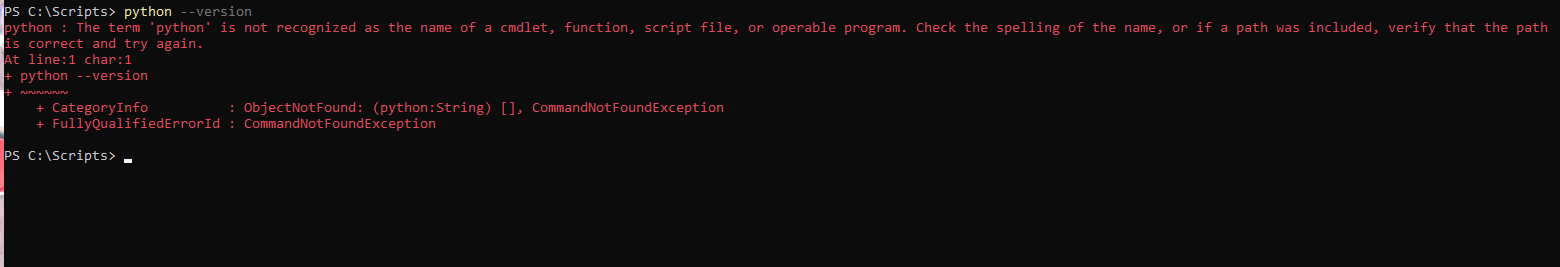 PS C:\Scripts> python --version
python : The term 'python' is not recognized as the name of a cmdlet, function, script file, or operable program. Check the spelling of the name, or if a path was included, verify that the path
is correct and try again.
At line:1 char:1
+ python --version
+ ~~~~~~
    + CategoryInfo          : ObjectNotFound: (python:String) [], CommandNotFoundException
    + FullyQualifiedErrorId : CommandNotFoundException

PS C:\Scripts>